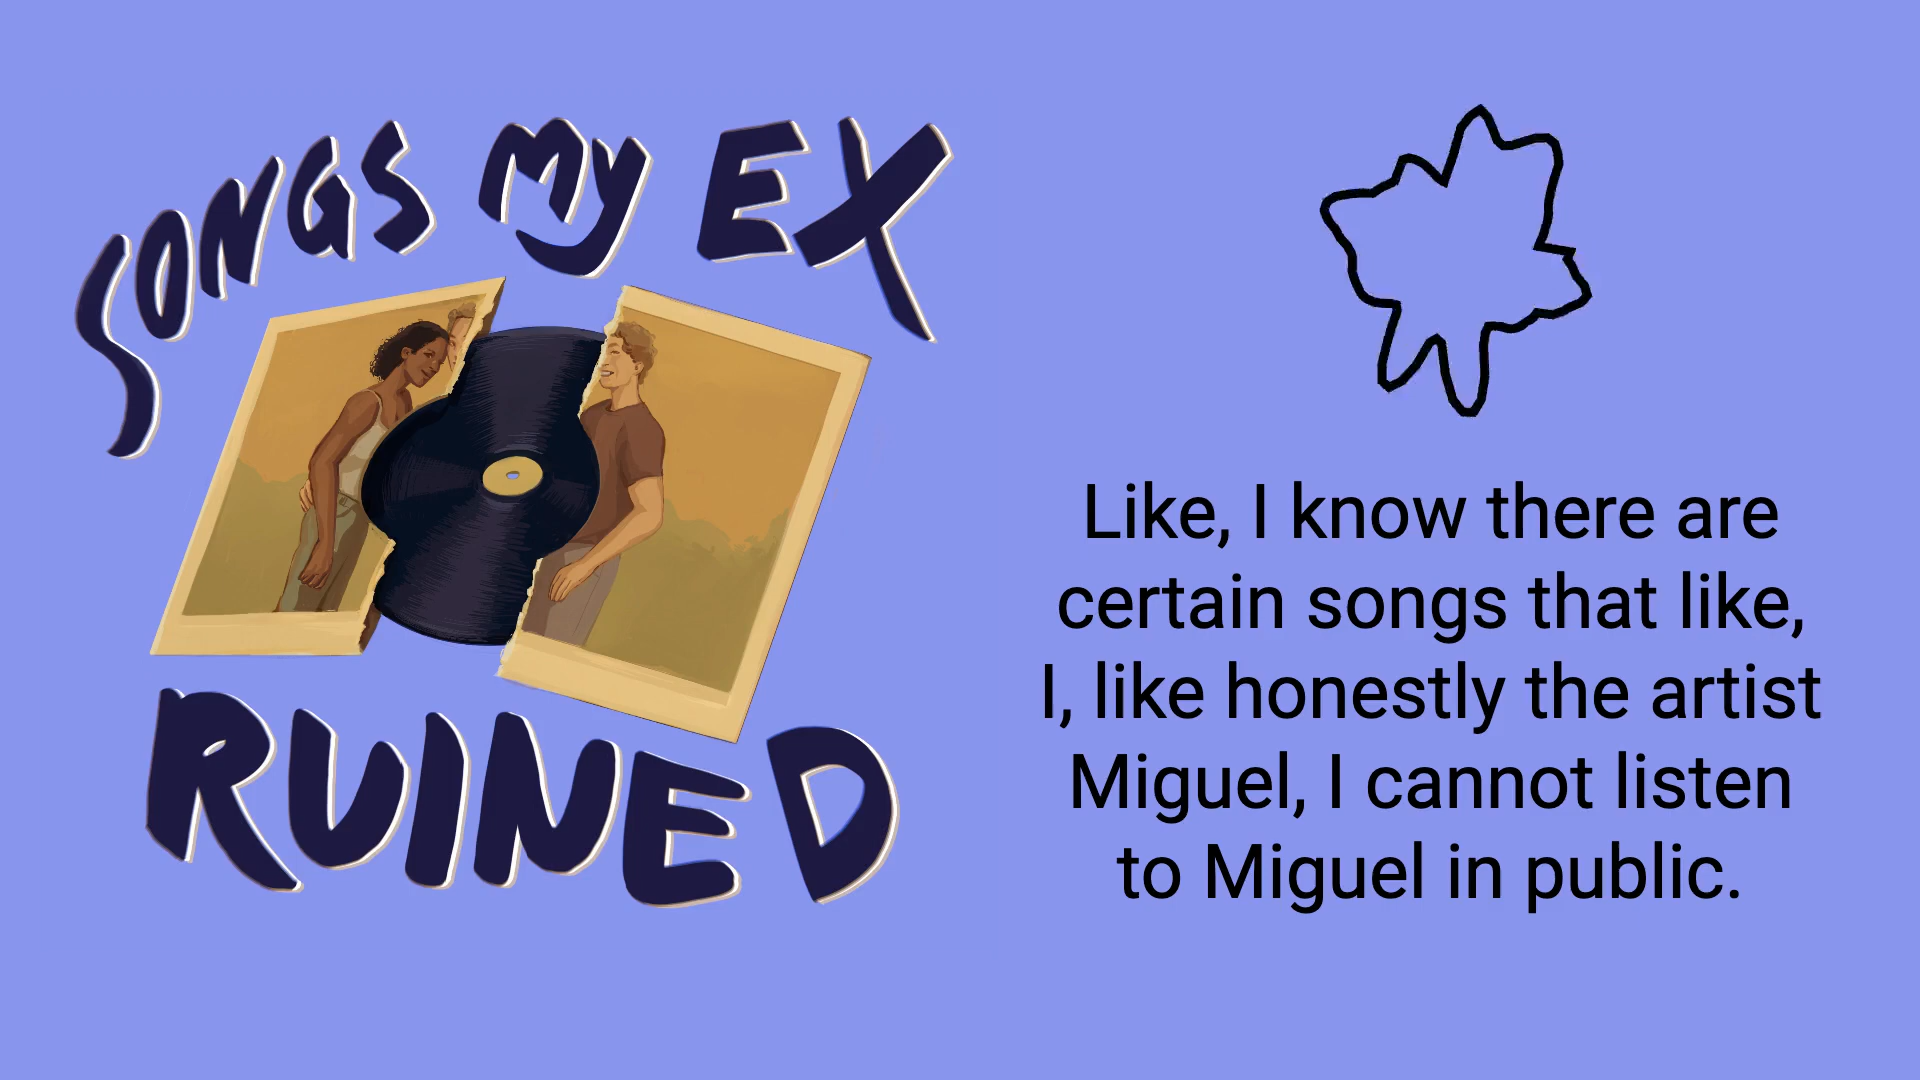 SONGS My EX
RUINED
Like, I know there are
certain songs that like,
I, like honestly the artist
Miguel, I cannot listen
to Miguel in public.